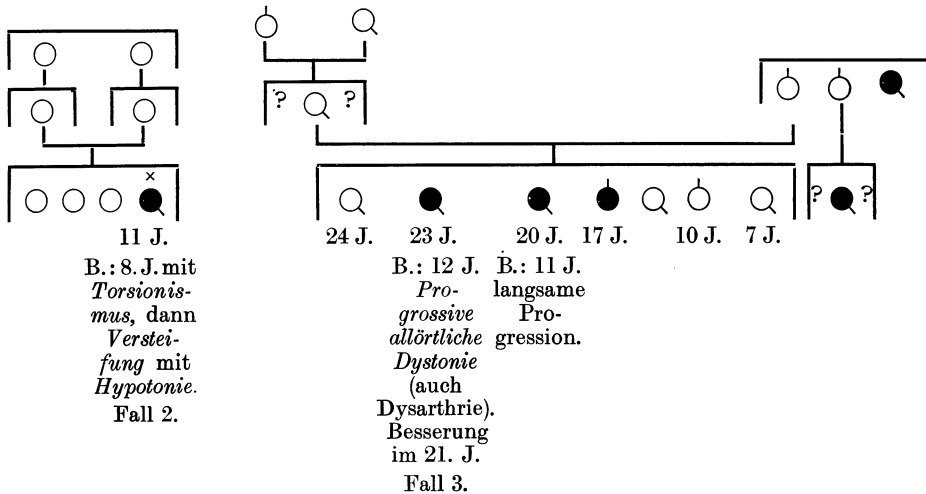 ? ?
×
? ?
11 J.
B.: 8. J. mit
Torsionis-
mus, dann
Verstei-
fung mit
Hypotonie.
Fall 2.
24 J.
23 J.
B.: 12 J.
Pro-
grossive
allörtliche
Dystonie
(auch
Dysarthrie).
Besserung
im 21. J.
Fall 3.
20 J.
B.: 11 J.
langsame
Pro-
gression.
17 J.
10 J.
7 J.